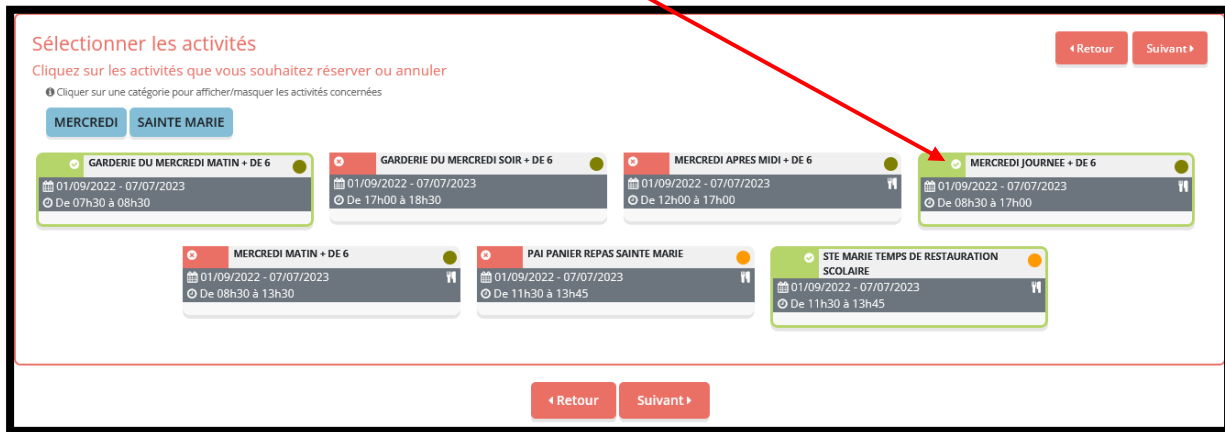 Sélectionner les activités
Retour Suivant
Cliquez sur les activités que vous souhaitez réserver ou annuler
Cliquer sur une catégorie pour afficher/masquer les activités concernées
MERCREDI SAINTE MARIE
GARDERIE DU MERCREDI MATIN + DE 6
01/09/2022 - 07/07/2023
De 07h30 à 08h30
GARDERIE DU MERCREDI SOIR + DE 6
01/09/2022 - 07/07/2023
De 17h00 à 18h30
MERCREDI APRES MIDI + DE 6
01/09/2022 - 07/07/2023
De 12h00 à 17h00
MERCREDI JOURNEE + DE 6
01/09/2022 - 07/07/2023
De 08h30 à 17h00
MERCREDI MATIN + DE 6
01/09/2022 - 07/07/2023
De 08h30 à 13h30
PAI PANIER REPAS SAINTE MARIE
01/09/2022 - 07/07/2023
De 11h30 à 13h45
STE MARIE TEMPS DE RESTAURATION
SCOLAIRE
01/09/2022 - 07/07/2023
De 11h30 à 13h45
Retour Suivant